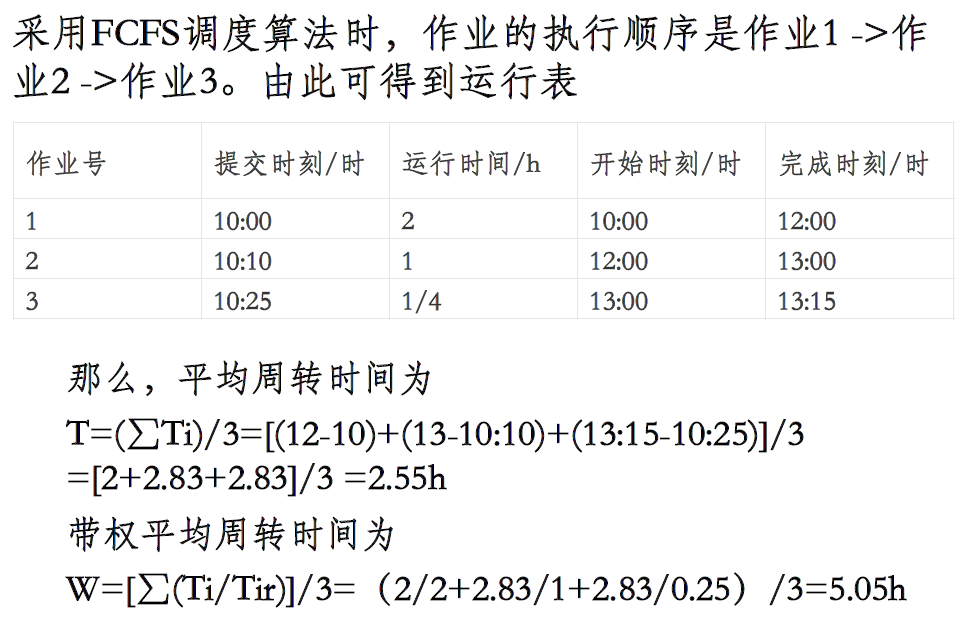 采用FCFS调度算法时，作业的执行顺序是作业1 ->作
业2 ->作业3。由此可得到运行表
作业号 提交时刻/时 运行时间/h 开始时刻/时 完成时刻/时
1 10:00 2 10:00 12:00
2 10:10 1 12:00 13:00
3 10:25 1/4 13:00 13:15
那么，平均周转时间为
T=(∑Ti)/3=[(12-10)+(13-10:10)+(13:15-10:25)]/3
=[2+2.83+2.83]/3 =2.55h
带权平均周转时间为
W=[∑(Ti/Tir)]/3=（2/2+2.83/1+2.83/0.25）/3=5.05h